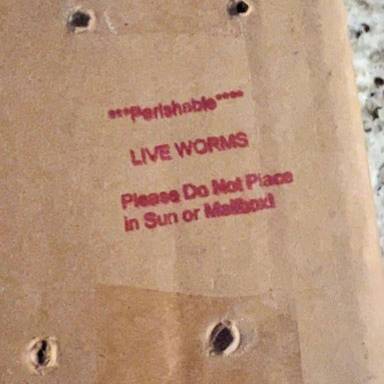 ***Perishable****
LIVE WORMS
Please Do Not Place
in Sun or Mailbox!